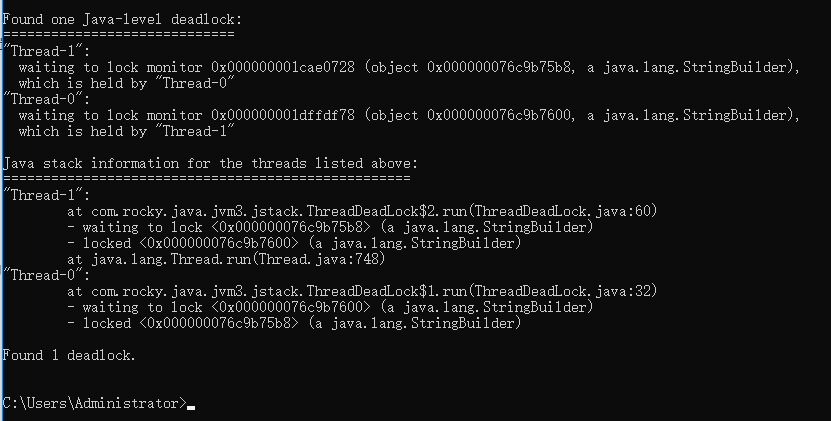 Found one Java-level deadlock:
=============================
"Thread-1":
  waiting to lock monitor 0x000000001cae0728 (object 0x000000076c9b75b8, a java.lang.StringBuilder),
  which is held by "Thread-0"
"Thread-0":
  waiting to lock monitor 0x000000001dffdf78 (object 0x000000076c9b7600, a java.lang.StringBuilder),
  which is held by "Thread-1"
Java stack information for the threads listed above:
===================================================
"Thread-1":
        at com.rocky.java.jvm3.jstack.ThreadDeadLock$2.run(ThreadDeadLock.java:60)
        - waiting to lock <0x000000076c9b75b8> (a java.lang.StringBuilder)
        - locked <0x000000076c9b7600> (a java.lang.StringBuilder)
        at java.lang.Thread.run(Thread.java:748)
"Thread-0":
        at com.rocky.java.jvm3.jstack.ThreadDeadLock$1.run(ThreadDeadLock.java:32)
        - waiting to lock <0x000000076c9b7600> (a java.lang.StringBuilder)
        - locked <0x000000076c9b75b8> (a java.lang.StringBuilder)
Found 1 deadlock.
C:\Users\Administrator>